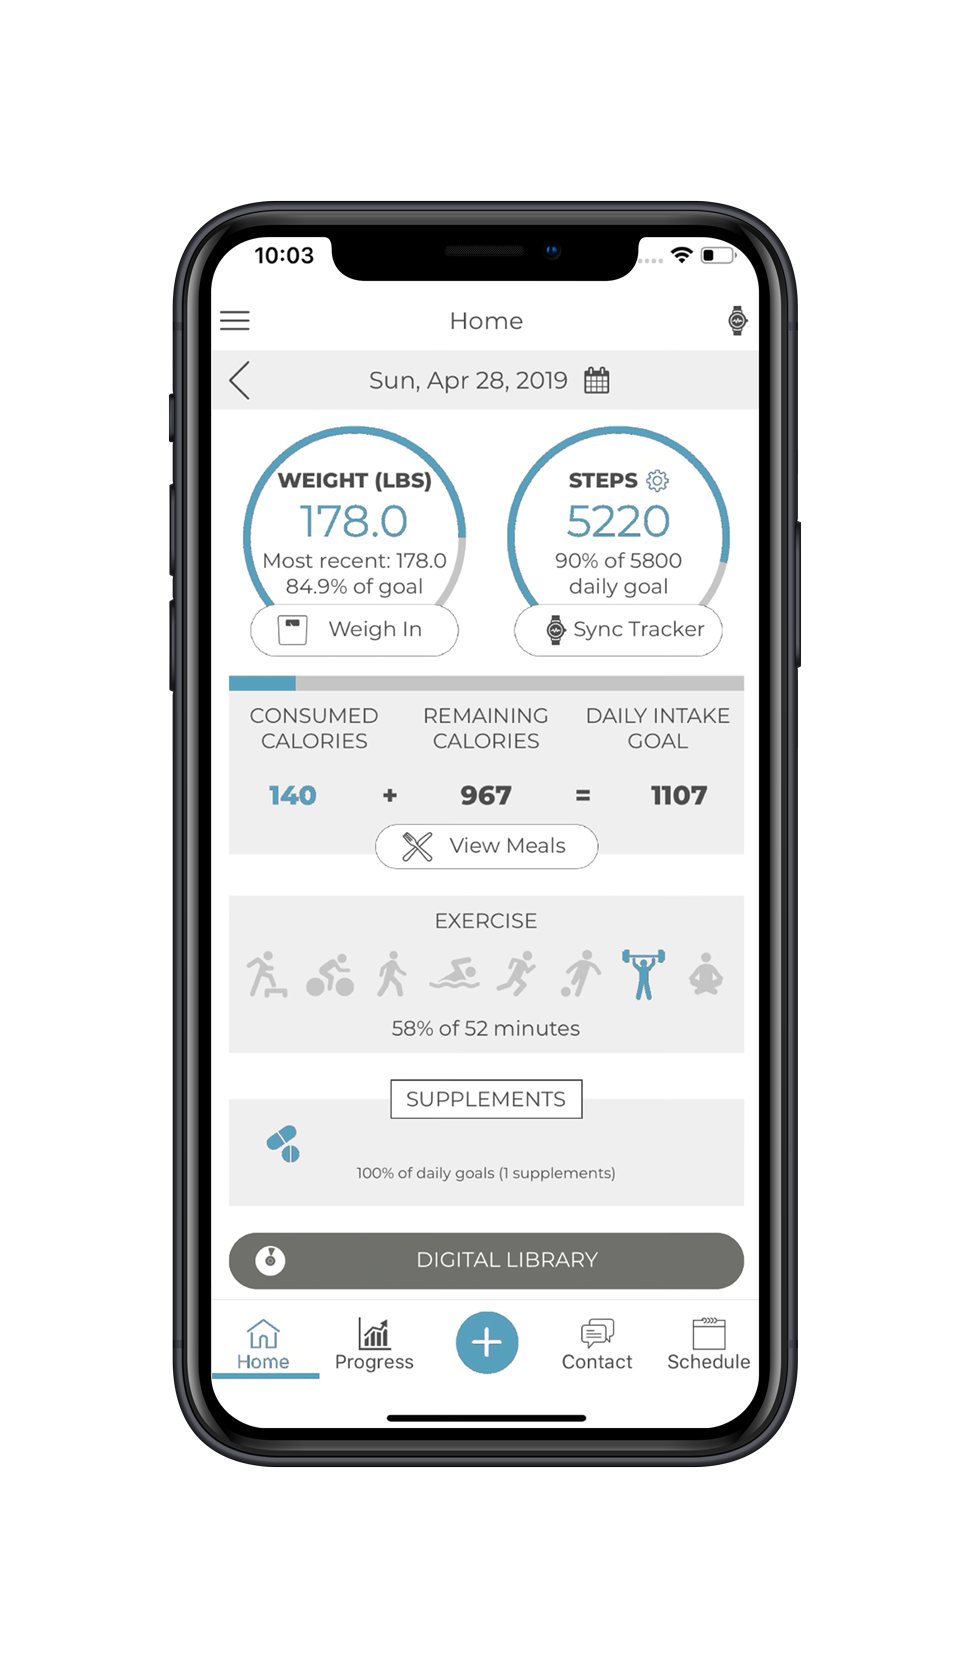 10:03
Home
Sun, Apr 28, 2019
WEIGHT (LBS)
178.0
Most recent: 178.0
84.9% of goal
Weigh In
STEPS
5220
90% of 5800
daily goal
Sync Tracker
CONSUMED CALORIES
REMAINING CALORIES
DAILY INTAKE GOAL
140 + 967 = 1107
View Meals
EXERCISE
58% of 52 minutes
SUPPLEMENTS
100% of daily goals (1 supplements)
DIGITAL LIBRARY
Home
Progress
Contact
Schedule